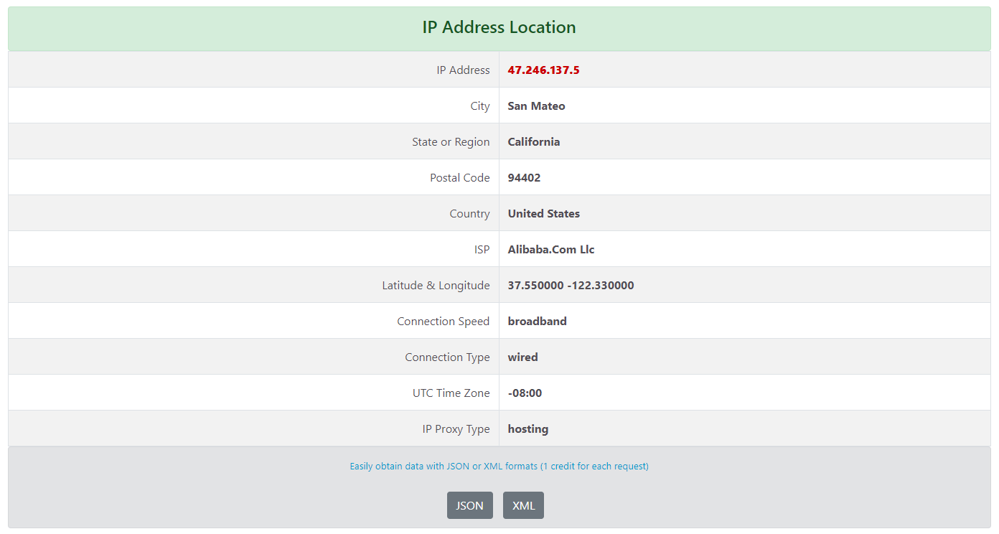 IP Address Location
IP Address 47.246.137.5
City San Mateo
State or Region California
Postal Code 94402
Country United States
ISP Alibaba.Com Llc
Latitude & Longitude 37.550000 -122.330000
Connection Speed broadband
Connection Type wired
UTC Time Zone -08:00
IP Proxy Type hosting
Easily obtain data with JSON or XML formats (1 credit for each request)
JSON XML